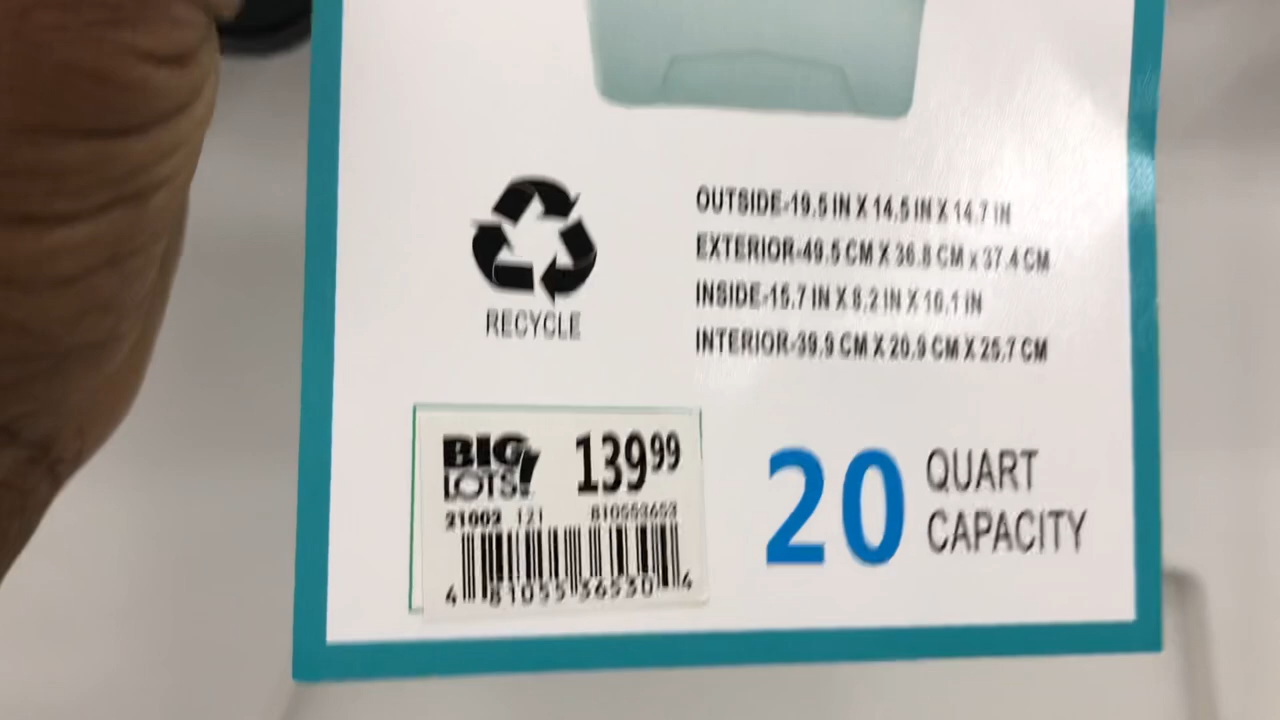 OUTSIDE-19.5 IN X 14.5 IN X 14.7 IN
EXTERIOR-49.5 CM X 36.8 CM x 37.4 CM
INSIDE-15.7 IN X 8.2 IN X 10.1 IN
INTERIOR-39.9 CM X 20.9 CM X 25.7 CM
RECYCLE
BIG LOTS! 139.99
21002 121
20 QUART CAPACITY